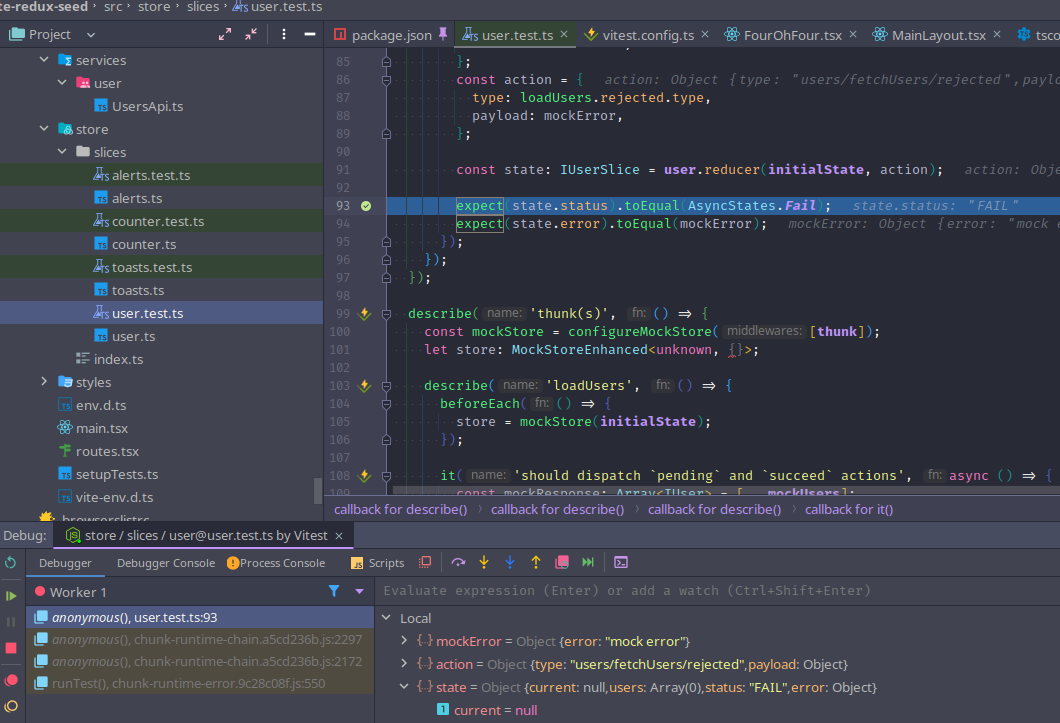 te-redux-seed › src › store › slices › user.test.ts
Project
package.json
user.test.ts ×
vitest.config.ts ×
FourOhFour.tsx ×
MainLayout.tsx ×
tsco
services
user
UsersApi.ts
store
slices
alerts.test.ts
alerts.ts
counter.test.ts
counter.ts
toasts.test.ts
toasts.ts
user.test.ts
user.ts
index.ts
styles
env.d.ts
main.tsx
routes.tsx
setupTests.ts
vite-env.d.ts
.browserslistrc
85 };
86 const action = { action: Object {type: "users/fetchUsers/rejected",paylo
87 type: loadUsers.rejected.type,
88 payload: mockError,
89 };
90
91 const state: IUserSlice = user.reducer(initialState, action); action: Ob
92
93 expect(state.status).toEqual(AsyncStates.Fail); state.status: "FAIL"
94 expect(state.error).toEqual(mockError); mockError: Object {error: "mock e
95 });
96 });
97 });
98
99 describe( name: 'thunk(s)', fn: () => {
100 const mockStore = configureMockStore( middlewares: [thunk]);
101 let store: MockStoreEnhanced<unknown, {}>;
102
103 describe( name: 'loadUsers', fn: () => {
104 beforeEach( fn: () => {
105 store = mockStore(initialState);
106 });
107
108 it( name: 'should dispatch `pending` and `succeed` actions', fn: async () => {
109 const mockResponse: Array<IUser> = [...mockUsers];
callback for describe() › callback for describe() › callback for describe() › callback for it()
Debug: store / slices / user@user.test.ts by Vitest ×
Debugger Debugger Console Process Console JS Scripts
Worker 1
Evaluate expression (Enter) or add a watch (Ctrl+Shift+Enter)
anonymous(), user.test.ts:93
anonymous(), chunk-runtime-chain.a5cd236b.js:2297
anonymous(), chunk-runtime-chain.a5cd236b.js:2172
runTest(), chunk-runtime-error.9c28c08f.js:550
Local
mockError = Object {error: "mock error"}
action = Object {type: "users/fetchUsers/rejected",payload: Object}
state = Object {current: null,users: Array(0),status: "FAIL",error: Object}
current = null